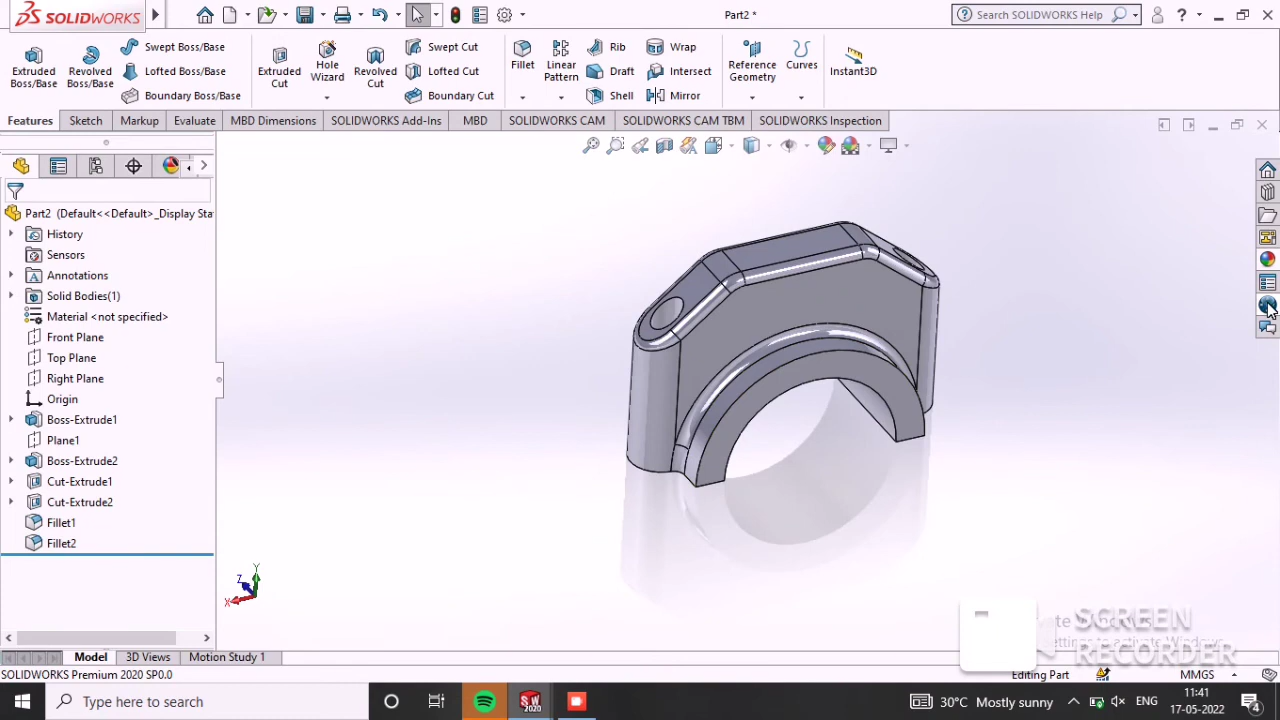 SOLIDWORKS
Part2 *
Search SOLIDWORKS Help
Extruded Boss/Base
Revolved Boss/Base
Swept Boss/Base
Lofted Boss/Base
Boundary Boss/Base
Extruded Cut
Hole Wizard
Revolved Cut
Swept Cut
Lofted Cut
Boundary Cut
Fillet
Linear Pattern
Rib
Draft
Shell
Wrap
Intersect
Mirror
Reference Geometry
Curves
Instant3D
Features
Sketch
Markup
Evaluate
MBD Dimensions
SOLIDWORKS Add-Ins
MBD
SOLIDWORKS CAM
SOLIDWORKS CAM TBM
SOLIDWORKS Inspection
Part2 (Default<<Default>_Display Sta
History
Sensors
Annotations
Solid Bodies(1)
Material <not specified>
Front Plane
Top Plane
Right Plane
Origin
Boss-Extrude1
Plane1
Boss-Extrude2
Cut-Extrude1
Cut-Extrude2
Fillet1
Fillet2
Y
Z
X
SCREEN
RECORDER
Model
3D Views
Motion Study 1
SOLIDWORKS Premium 2020 SP0.0
Editing Part
MMGS
Type here to search
SW
2020
30°C Mostly sunny
ENG
11:41
17-05-2022
4